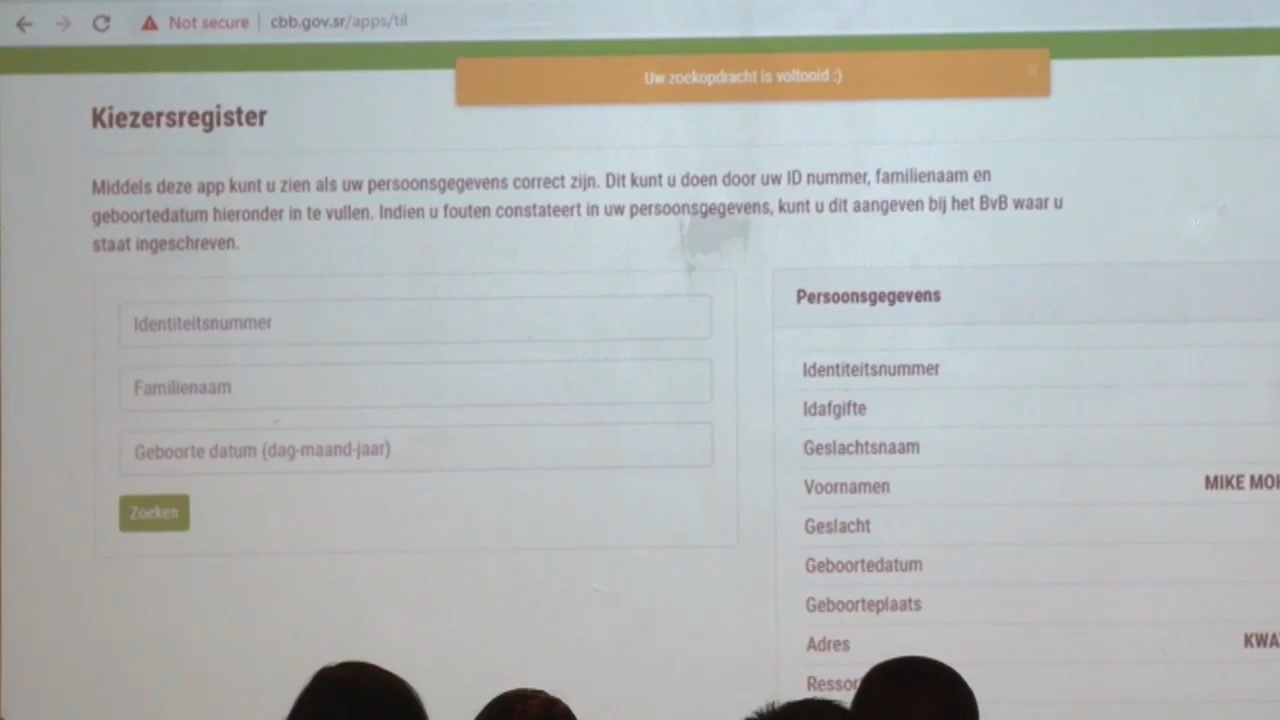 Not secure | cbb.gov.sr/apps/til
Uw zoekopdracht is voltooid :)
Kiezersregister
Middels deze app kunt u zien als uw persoonsgegevens correct zijn. Dit kunt u doen door uw ID nummer, familienaam en
geboortedatum hieronder in te vullen. Indien u fouten constateert in uw persoonsgegevens, kunt u dit aangeven bij het BvB waar u
staat ingeschreven.
Identiteitsnummer
Familienaam
Geboorte datum (dag-maand-jaar)
Zoeken
Persoonsgegevens
Identiteitsnummer
Idafgifte
Geslachtsnaam
Voornamen MIKE
Geslacht
Geboortedatum
Geboorteplaats
Adres